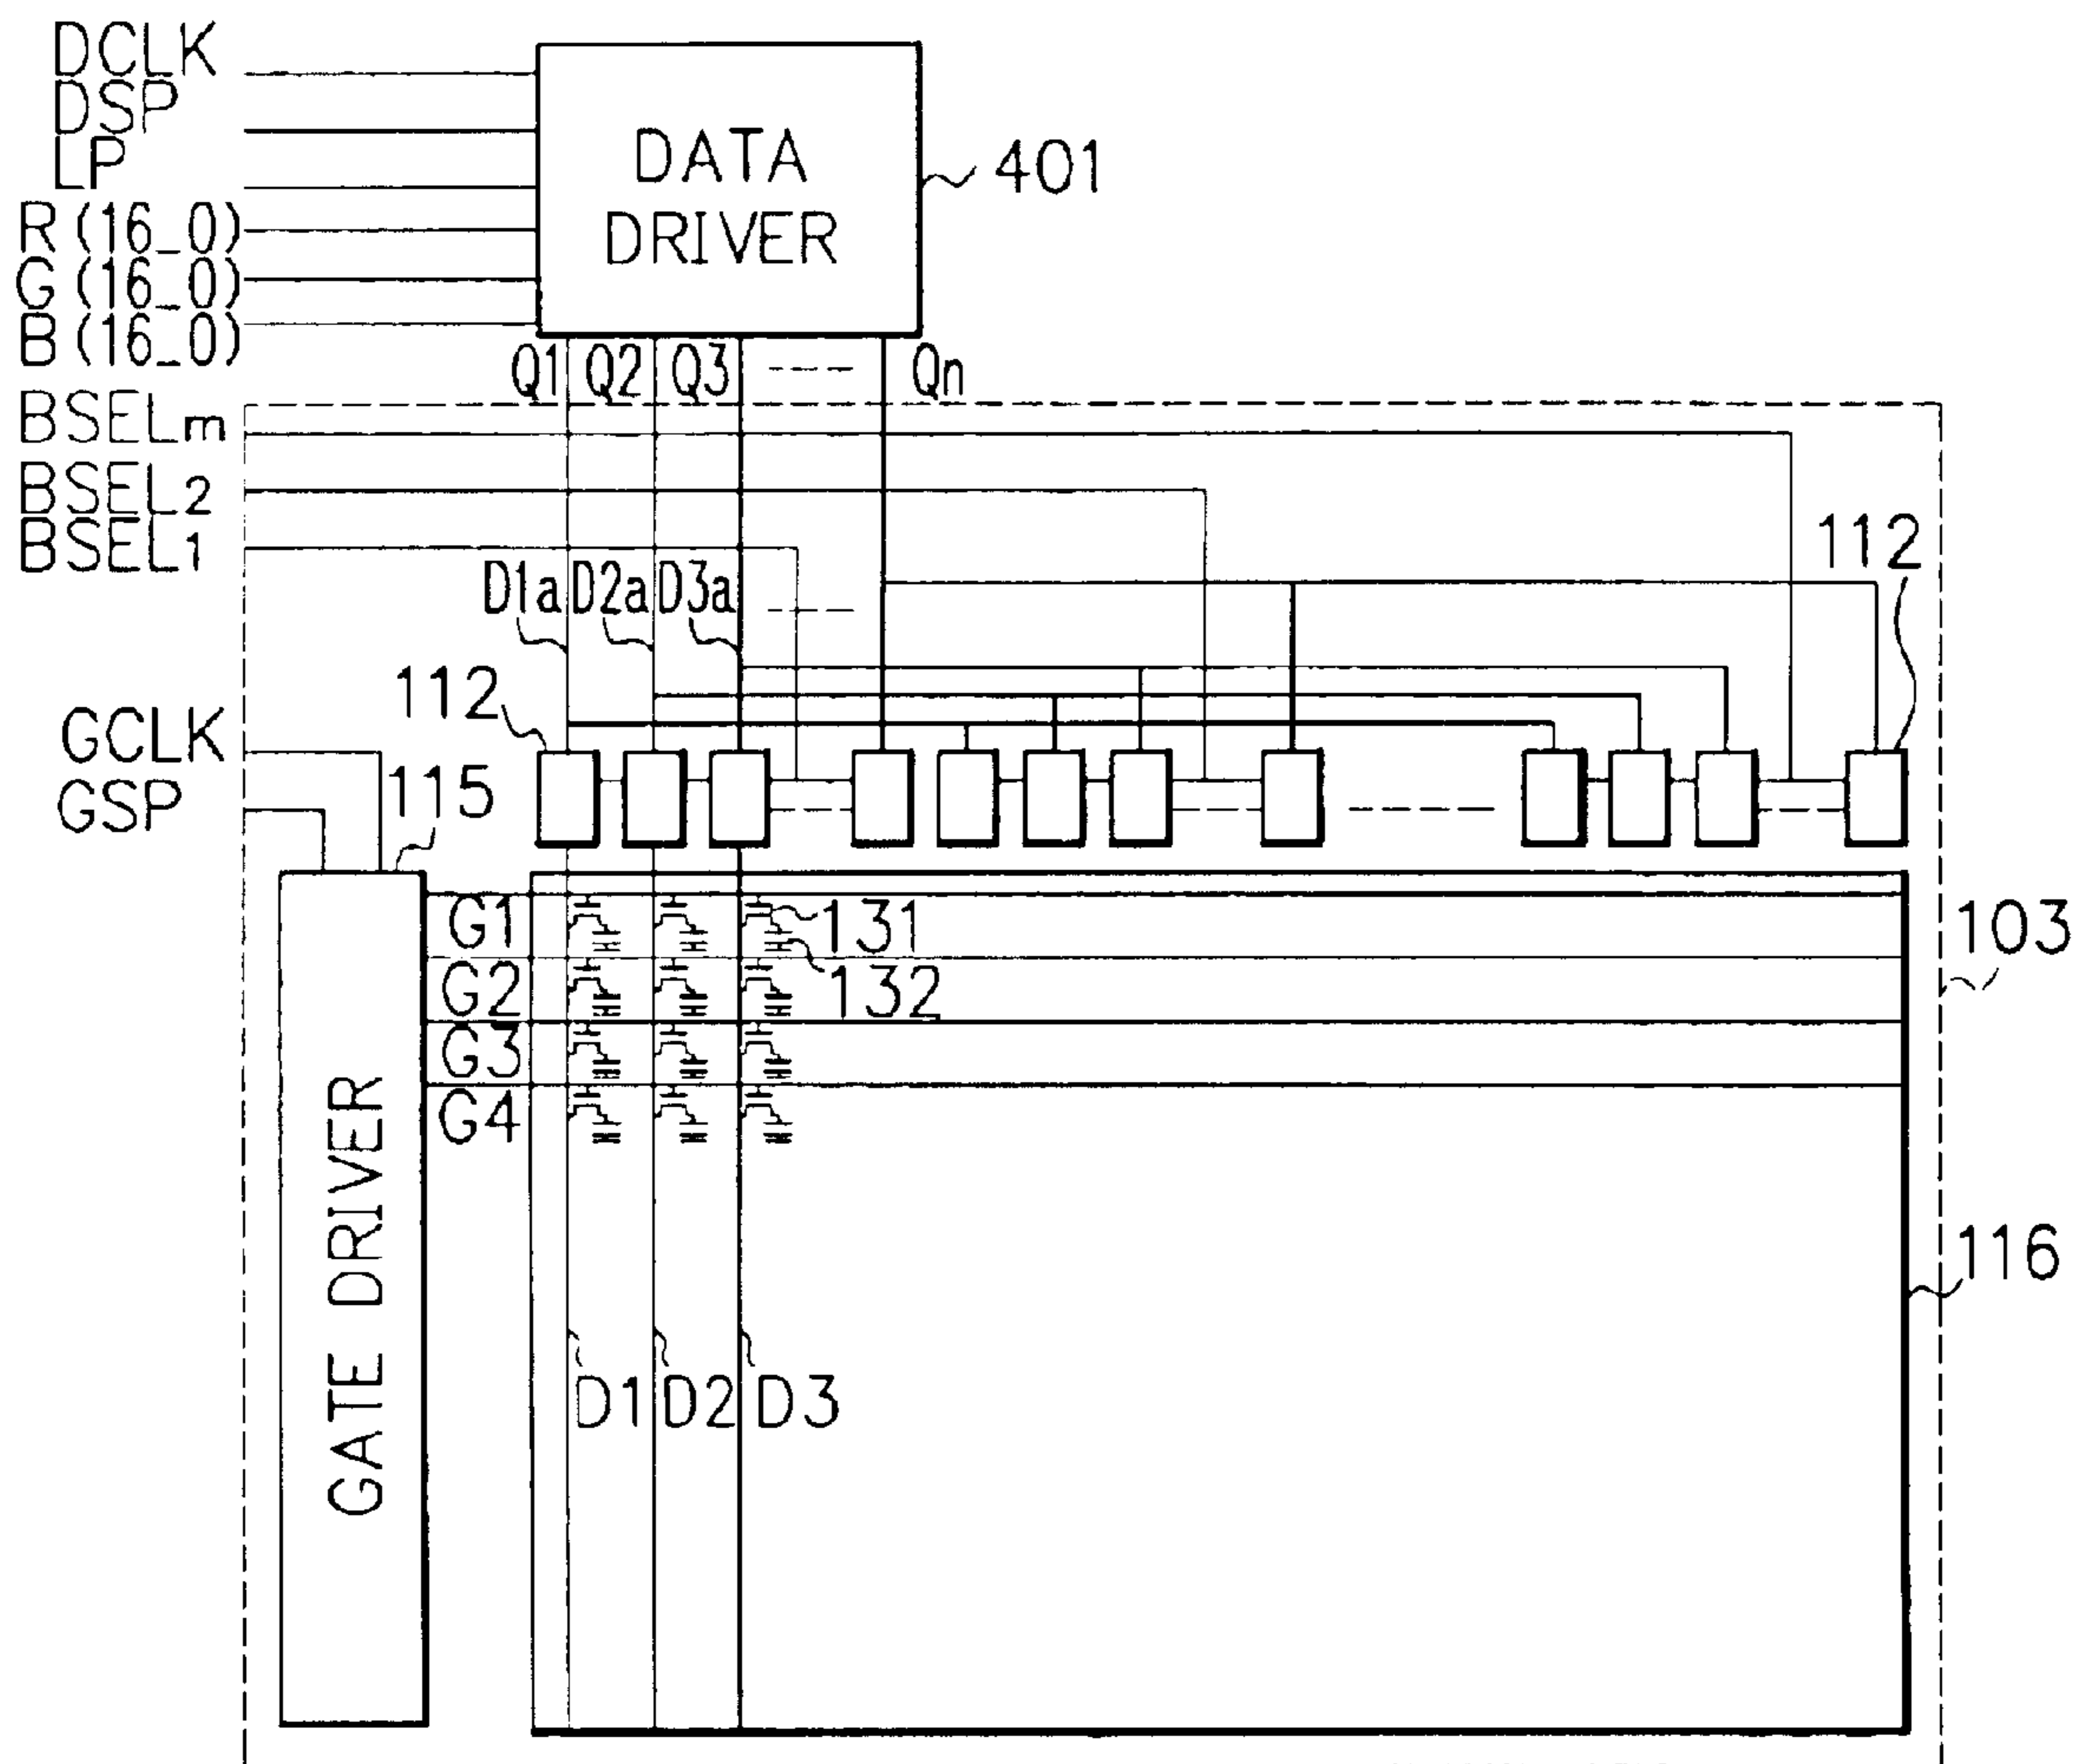 DCLK
DSP
LP
R(16_0)
G(16_0)
B(16_0)
DATA
DRIVER
401
Q1 Q2 Q3 Qn
BSELm
BSEL2
BSEL1
112
D1a D2a D3a
112
GCLK
GSP
115
G1
131
103
G2
132
G3
G4
GATE DRIVER
116
D1 D2 D3